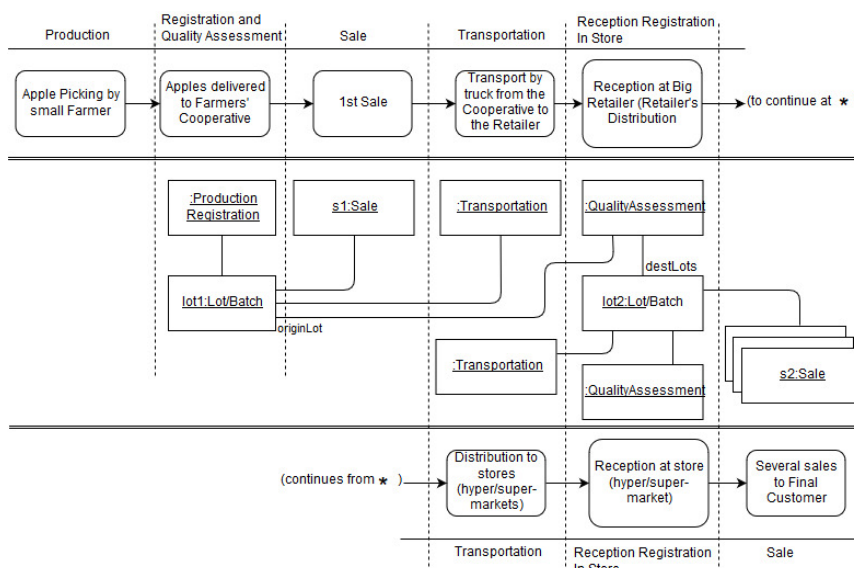 Production
Registration and
Quality Assessment
Sale
Transportation
Reception Registration
In Store
Apple Picking by
small Farmer
Apples delivered
to Farmers'
Cooperative
1st Sale
Transport by
truck from the
Cooperative to
the Retailer
Reception at Big
Retailer (Retailer's
Distribution
(to continue at *
:Production
Registration
s1:Sale
:Transportation
:QualityAssessment
destLots
lot1:Lot/Batch
originLot
lot2:Lot/Batch
:Transportation
:QualityAssessment
s2:Sale
(continues from * )
Distribution to
stores
(hyper/super-
markets)
Reception at store
(hyper/super-
market)
Several sales
to Final
Customer
Transportation
Reception Registration
In Store
Sale